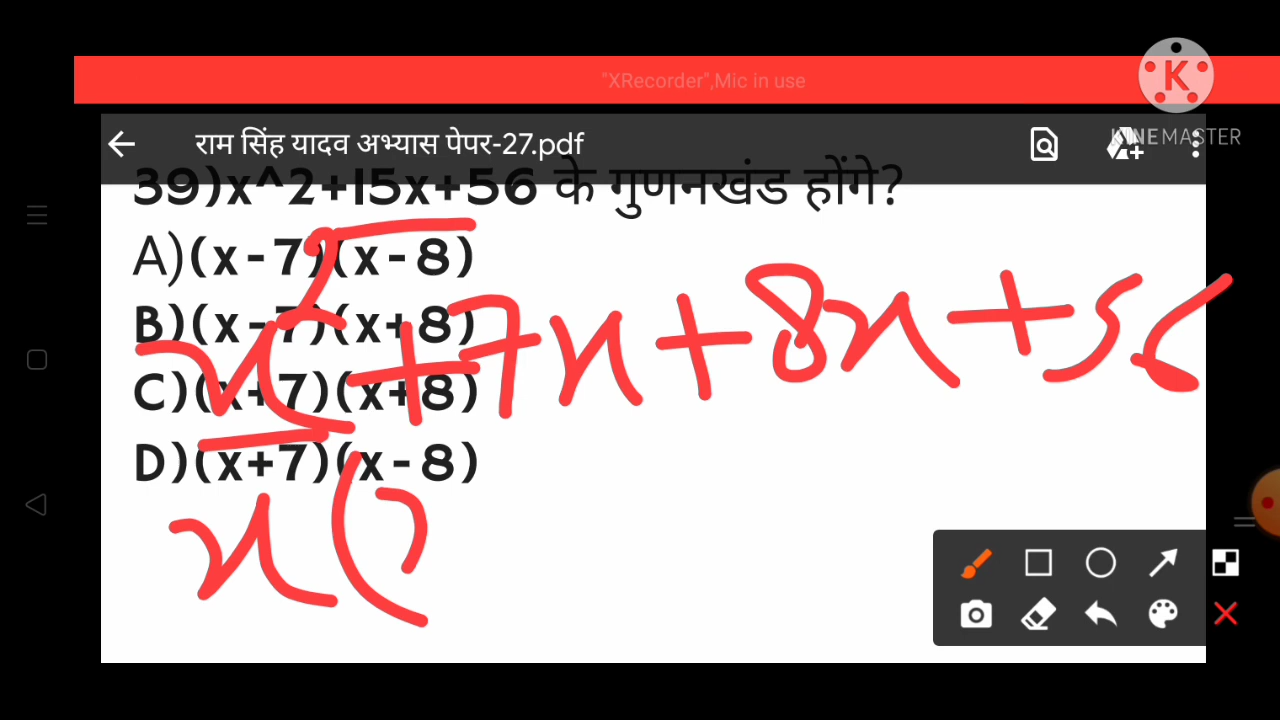 "XRecorder",Mic in use
K
KINEMASTER
राम सिंह यादव अभ्यास पेपर-27.pdf
39)x^2+15x+56 के गुणनखंड होंगे?
A)(x-7)(x-8)
B)(x-7)(x+8)
C)(x+7)(x+8)
D)(x+7)(x-8)
x²+7x+8x+56
x(